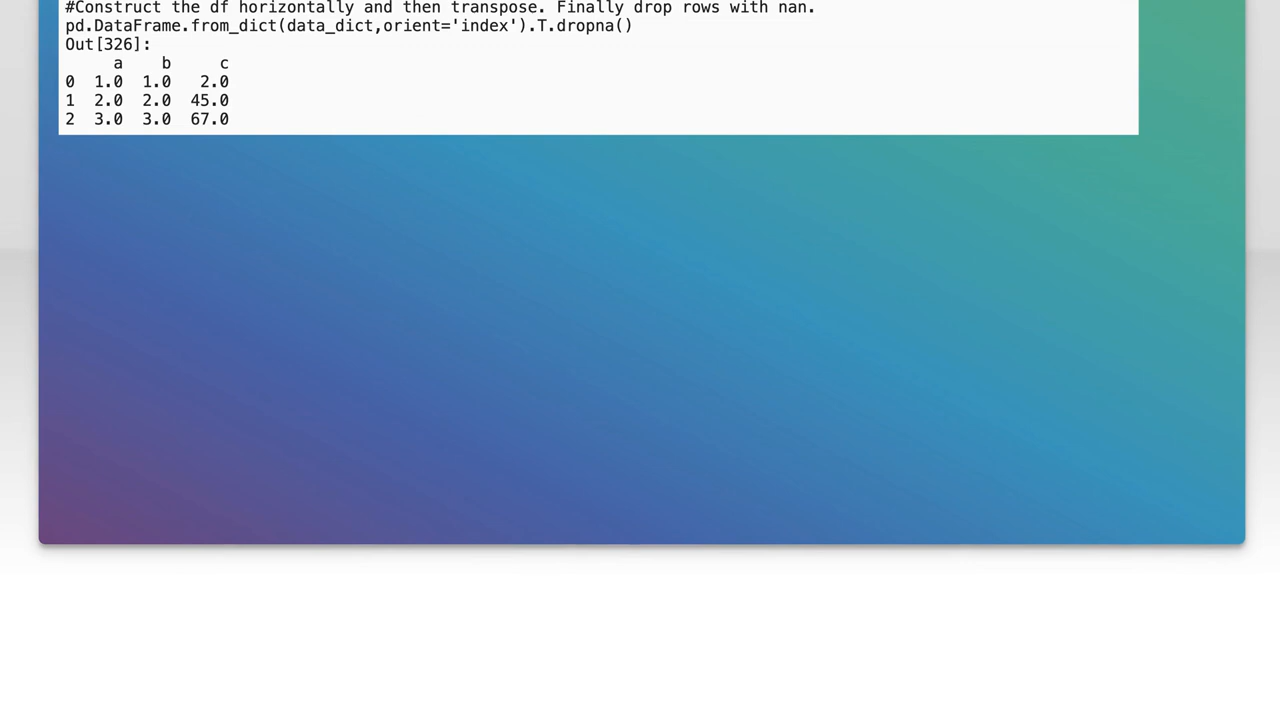 #Construct the df horizontally and then transpose. Finally drop rows with nan.
pd.DataFrame.from_dict(data_dict,orient='index').T.dropna()
Out[326]:
a b c
0 1.0 1.0 2.0
1 2.0 2.0 45.0
2 3.0 3.0 67.0